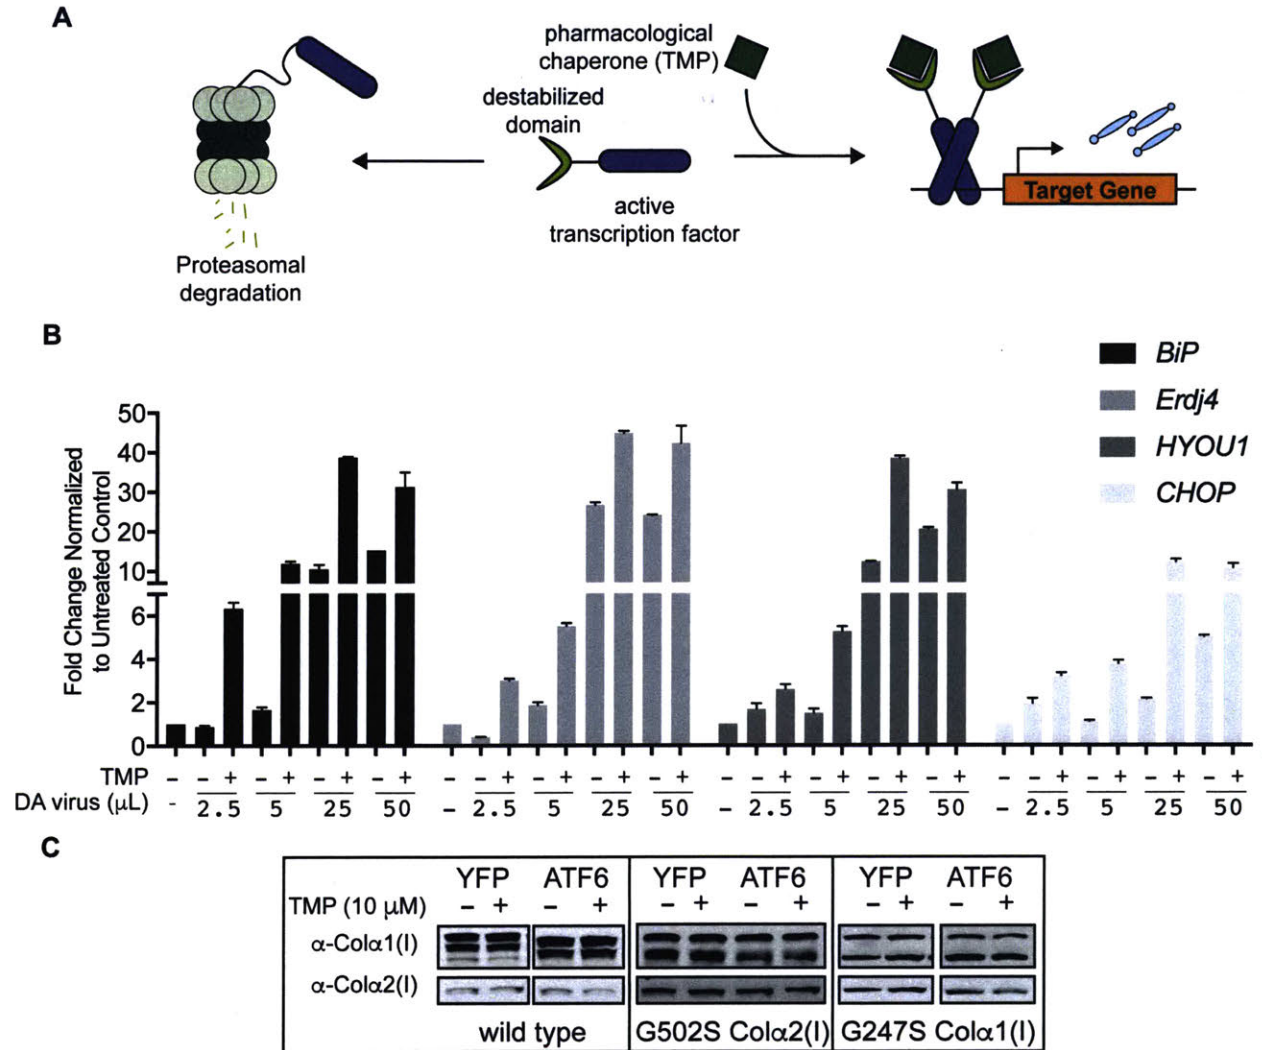 A
pharmacological
chaperone (TMP)
destabilized
domain
active
transcription factor
Target Gene
Proteasomal
degradation
B
BiP
Erdj4
HYOU1
CHOP
Fold Change Normalized
to Untreated Control
50
40
30
20
10
6
4
2
0
TMP – – + – + – + – + – – + – + – + – + – – + – + – + – + – – + – + – + – +
DA virus (μL) - 2.5 5 25 50 – 2.5 5 25 50 – 2.5 5 25 50 – 2.5 5 25 50
C
YFP ATF6 YFP ATF6 YFP ATF6
TMP (10 μM) – + – + – + – + – + – +
α-Colα1(I)
α-Colα2(I)
wild type G502S Colα2(I) G247S Colα1(I)